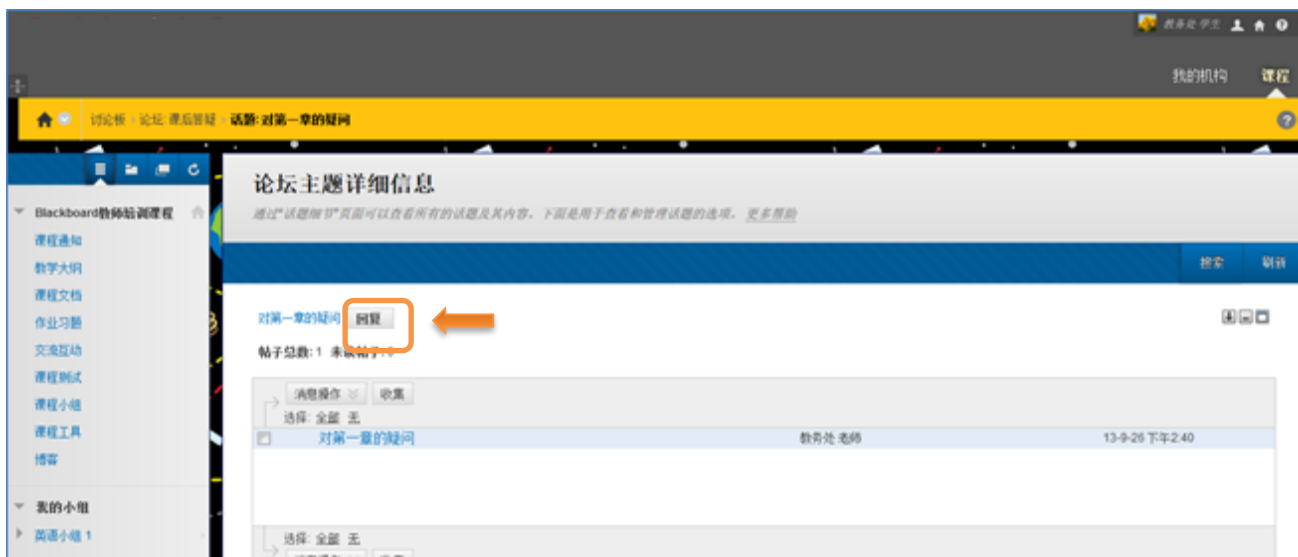 教务处 学生
我的机构 课程
讨论板 论坛: 课后答疑 话题: 对第一章的疑问
论坛主题详细信息
通过“话题细节”页面可以查看所有的话题及其内容。下面是用于查看和管理话题的选项。 更多帮助
搜索 刷新
Blackboard教师培训课程
课程通知
教学大纲
课程文档
作业习题
交流互动
课程测试
课程小组
课程工具
博客
我的小组
英语小组 1
对第一章的疑问 回复
帖子总数: 1
消息操作 收集
选择: 全部 无
对第一章的疑问 教务处 老师 13-9-26 下午2:40
选择: 全部 无